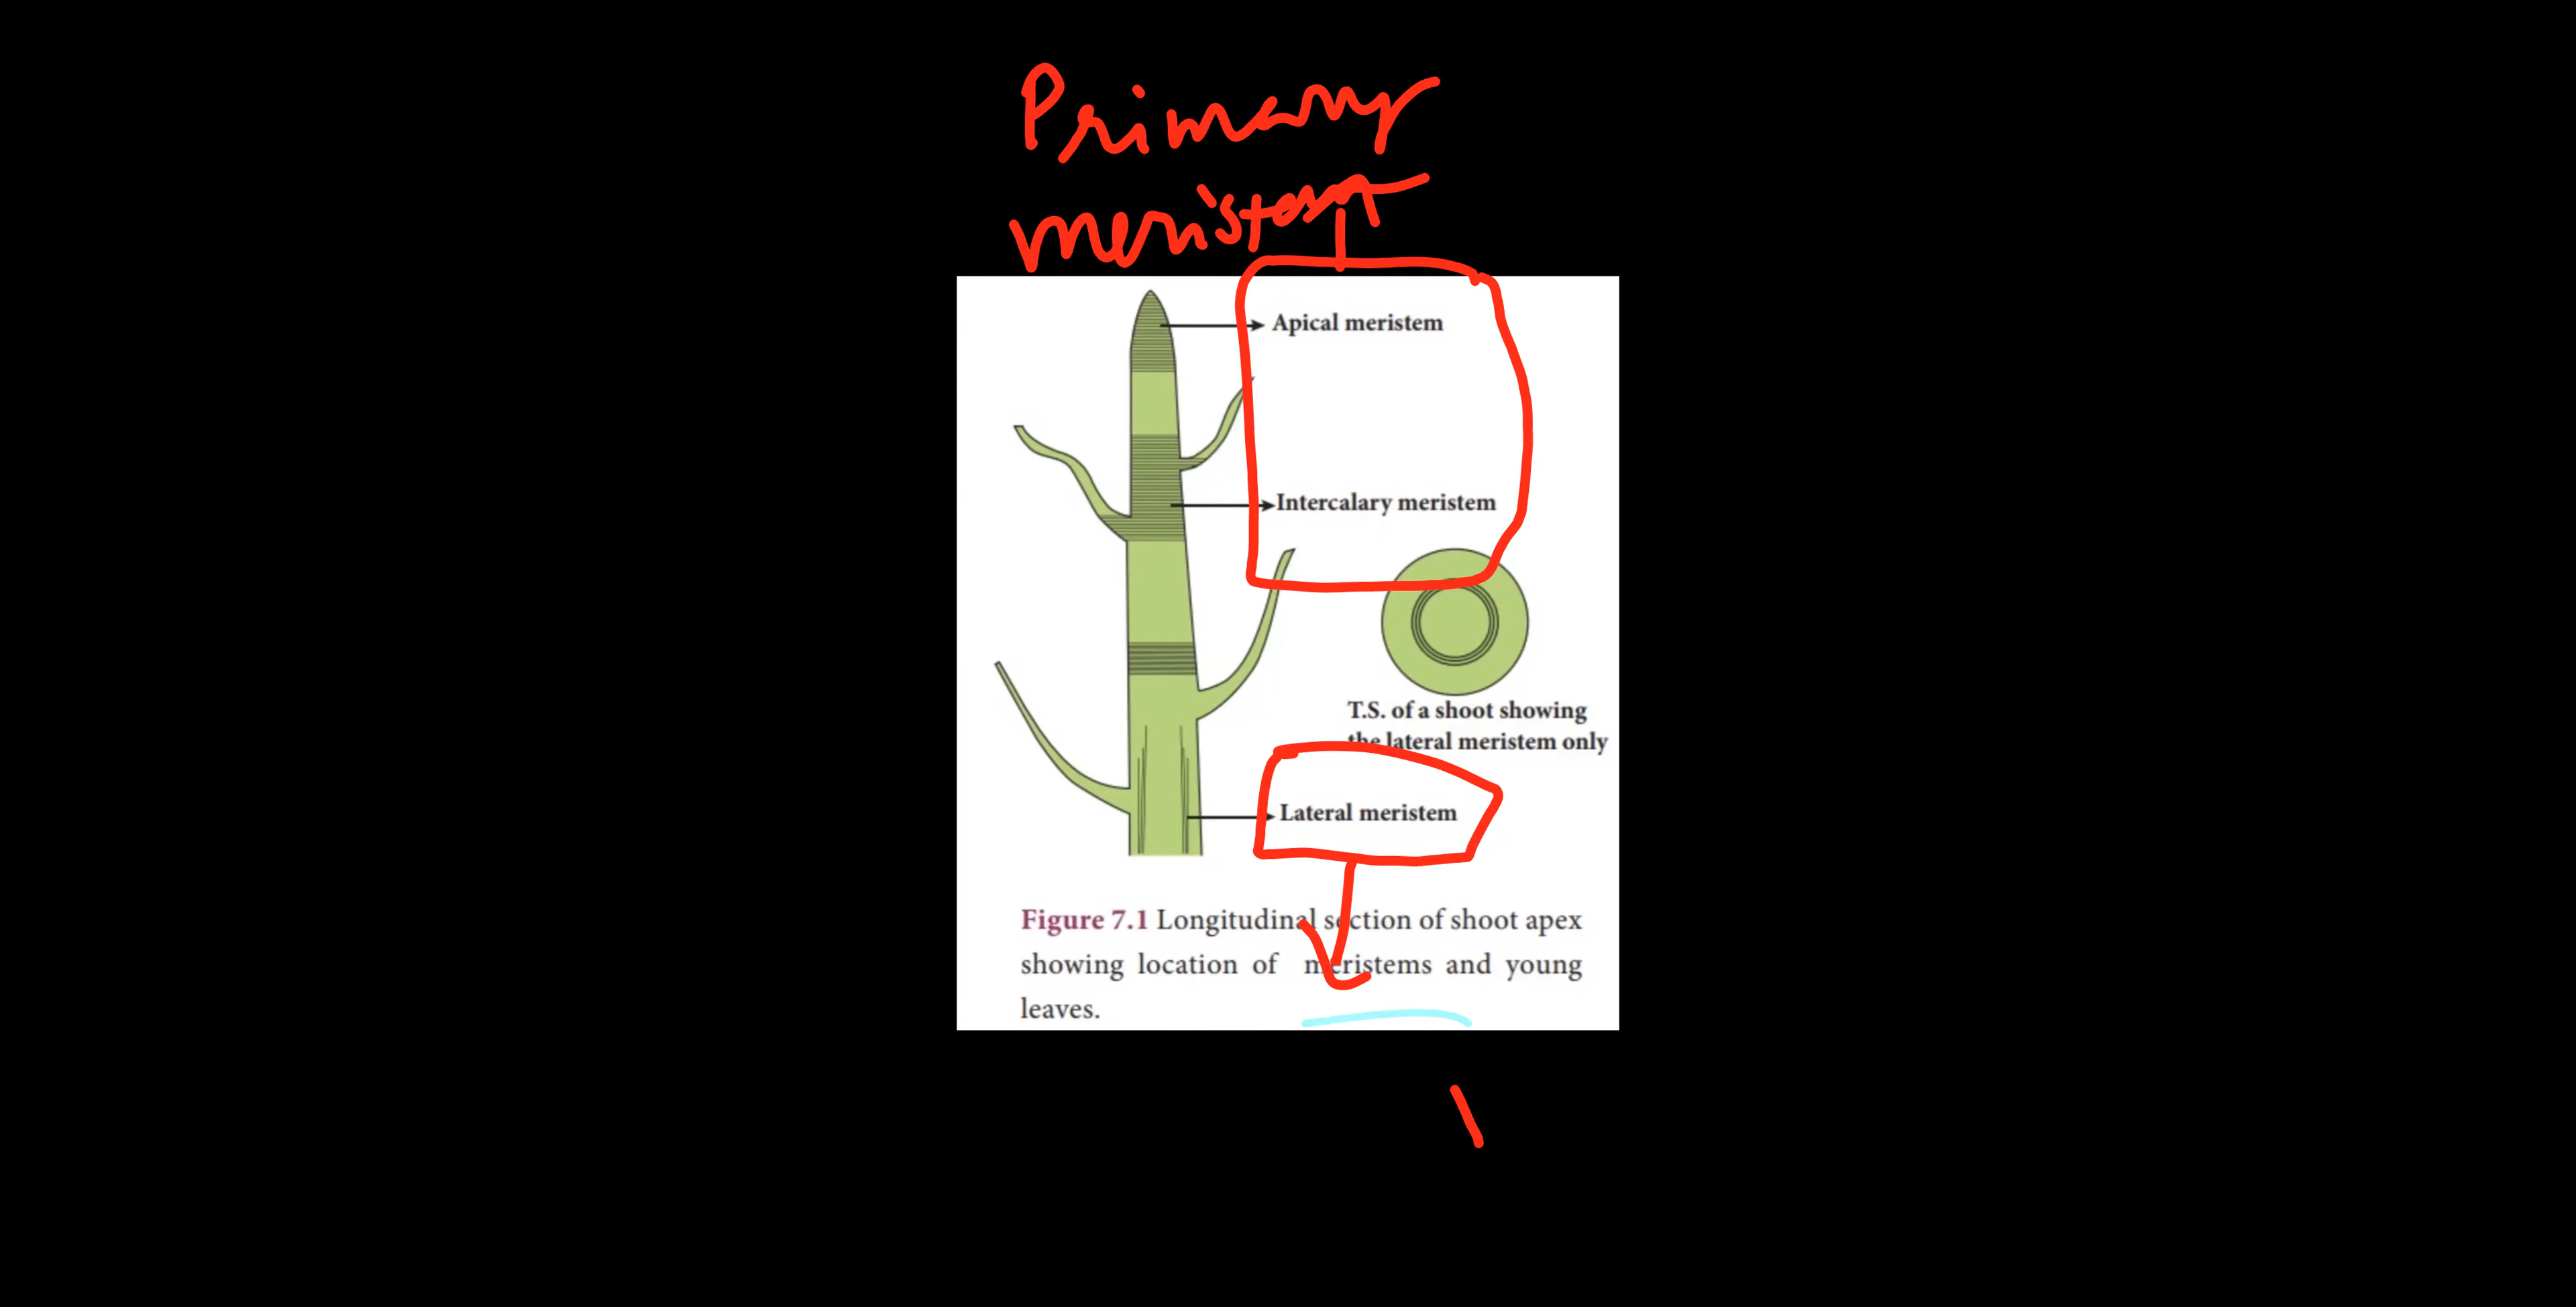 Primary
meristem
Apical meristem
Intercalary meristem
T.S. of a shoot showing
the lateral meristem only
Lateral meristem
Figure 7.1 Longitudinal section of shoot apex
showing location of meristems and young
leaves.